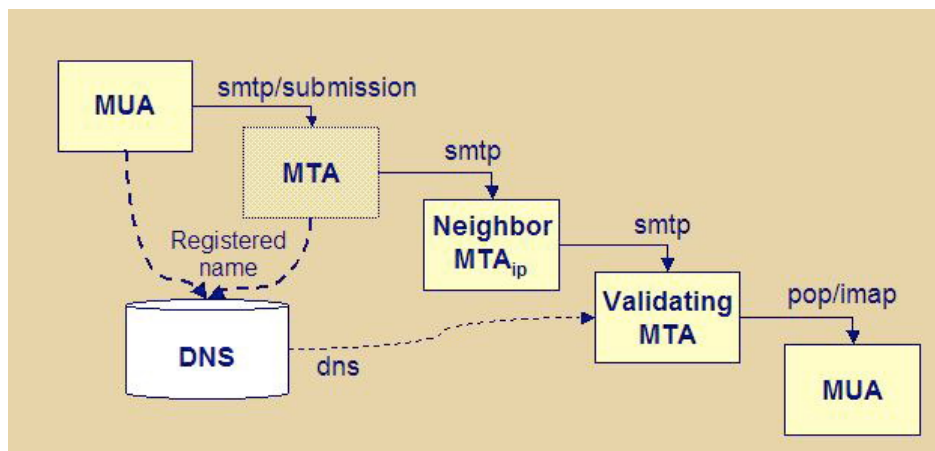 MUA
smtp/submission
MTA
smtp
Registered
name
Neighbor
MTAip
smtp
Validating
MTA
pop/imap
DNS
dns
MUA